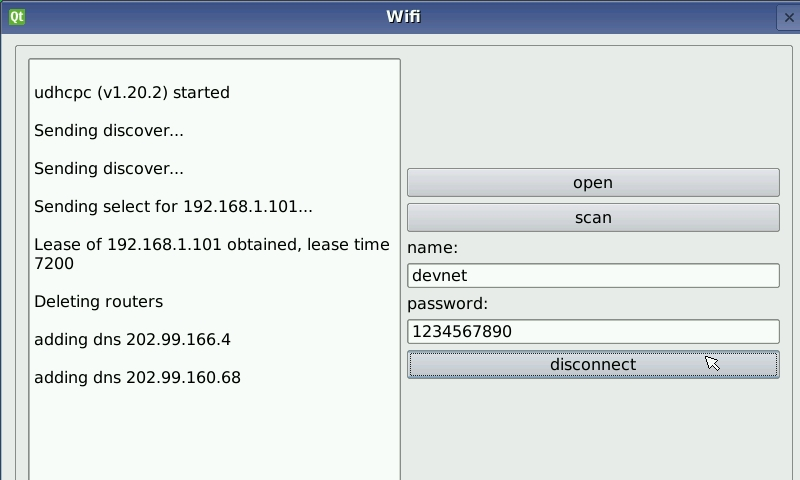 Qt
Wifi
udhcpc (v1.20.2) started
Sending discover...
Sending discover...
Sending select for 192.168.1.101...
Lease of 192.168.1.101 obtained, lease time
7200
Deleting routers
adding dns 202.99.166.4
adding dns 202.99.160.68
open
scan
name:
devnet
password:
1234567890
disconnect